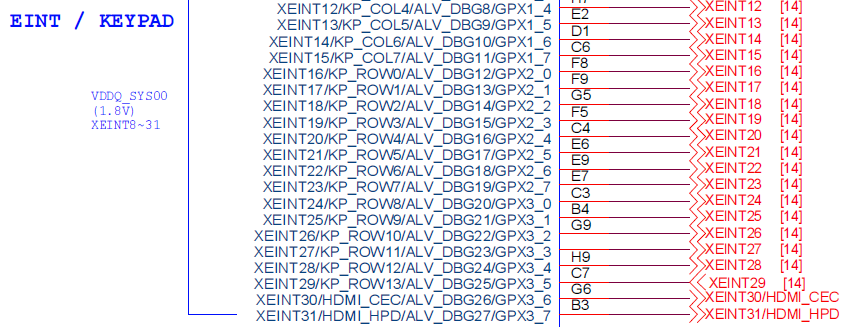 EINT / KEYPAD
VDDQ_SYS00
(1.8V)
XEINT8~31
XEINT12/KP_COL4/ALV_DBG8/GPX1_4 XEINT12 [14]
XEINT13/KP_COL5/ALV_DBG9/GPX1_5 E2 XEINT13 [14]
XEINT14/KP_COL6/ALV_DBG10/GPX1_6 D1 XEINT14 [14]
XEINT15/KP_COL7/ALV_DBG11/GPX1_7 C6 XEINT15 [14]
XEINT16/KP_ROW0/ALV_DBG12/GPX2_0 F8 XEINT16 [14]
XEINT17/KP_ROW1/ALV_DBG13/GPX2_1 F9 XEINT17 [14]
XEINT18/KP_ROW2/ALV_DBG14/GPX2_2 G5 XEINT18 [14]
XEINT19/KP_ROW3/ALV_DBG15/GPX2_3 F5 XEINT19 [14]
XEINT20/KP_ROW4/ALV_DBG16/GPX2_4 C4 XEINT20 [14]
XEINT21/KP_ROW5/ALV_DBG17/GPX2_5 E6 XEINT21 [14]
XEINT22/KP_ROW6/ALV_DBG18/GPX2_6 E9 XEINT22 [14]
XEINT23/KP_ROW7/ALV_DBG19/GPX2_7 E7 XEINT23 [14]
XEINT24/KP_ROW8/ALV_DBG20/GPX3_0 C3 XEINT24 [14]
XEINT25/KP_ROW9/ALV_DBG21/GPX3_1 B4 XEINT25 [14]
XEINT26/KP_ROW10/ALV_DBG22/GPX3_2 G9 XEINT26 [14]
XEINT27/KP_ROW11/ALV_DBG23/GPX3_3 XEINT27 [14]
XEINT28/KP_ROW12/ALV_DBG24/GPX3_4 H9 XEINT28 [14]
XEINT29/KP_ROW13/ALV_DBG25/GPX3_5 C7 XEINT29 [14]
XEINT30/HDMI_CEC/ALV_DBG26/GPX3_6 G6 XEINT30/HDMI_CEC
XEINT31/HDMI_HPD/ALV_DBG27/GPX3_7 B3 XEINT31/HDMI_HPD